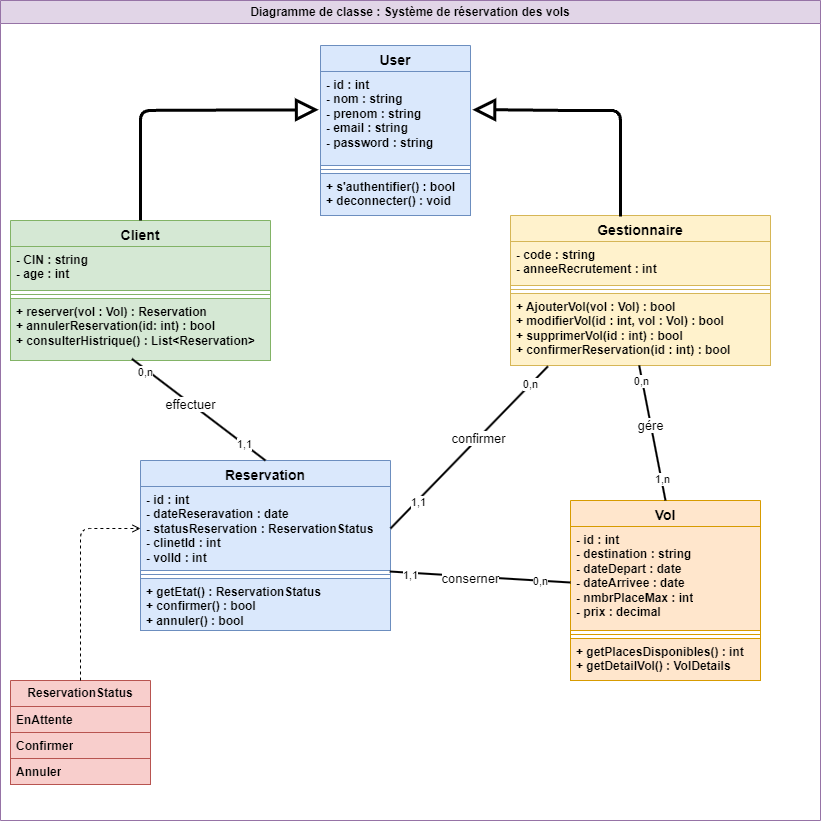 Diagramme de classe : Système de réservation des vols
User
- id : int
- nom : string
- prenom : string
- email : string
- password : string
+ s'authentifier() : bool
+ deconnecter() : void
Client
- CIN : string
- age : int
+ reserver(vol : Vol) : Reservation
+ annulerReservation(id: int) : bool
+ consulterHistrique() : List<Reservation>
Gestionnaire
- code : string
- anneeRecrutement : int
+ AjouterVol(vol : Vol) : bool
+ modifierVol(id : int, vol : Vol) : bool
+ supprimerVol(id : int) : bool
+ confirmerReservation(id : int) : bool
0,n
effectuer
1,1
0,n
confirmer
1,1
0,n
gére
1,n
Reservation
- id : int
- dateReseravation : date
- statusReservation : ReservationStatus
- clinetId : int
- volId : int
+ getEtat() : ReservationStatus
+ confirmer() : bool
+ annuler() : bool
1,1
conserner
0,n
Vol
- id : int
- destination : string
- dateDepart : date
- dateArrivee : date
- nmbrPlaceMax : int
- prix : decimal
+ getPlacesDisponibles() : int
+ getDetailVol() : VolDetails
ReservationStatus
EnAttente
Confirmer
Annuler